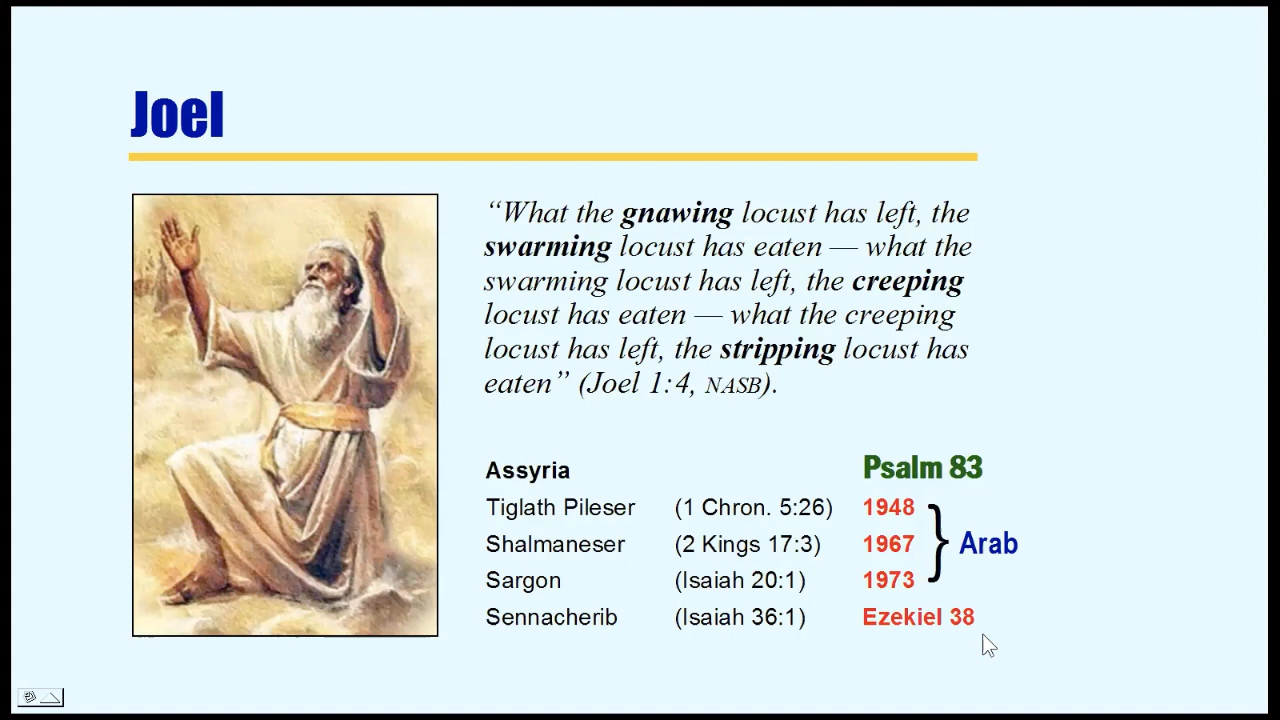 Joel
“What the gnawing locust has left, the
swarming locust has eaten — what the
swarming locust has left, the creeping
locust has eaten — what the creeping
locust has left, the stripping locust has
eaten” (Joel 1:4, NASB).
Assyria Psalm 83
Tiglath Pileser (1 Chron. 5:26) 1948
Shalmaneser (2 Kings 17:3) 1967 } Arab
Sargon (Isaiah 20:1) 1973
Sennacherib (Isaiah 36:1) Ezekiel 38